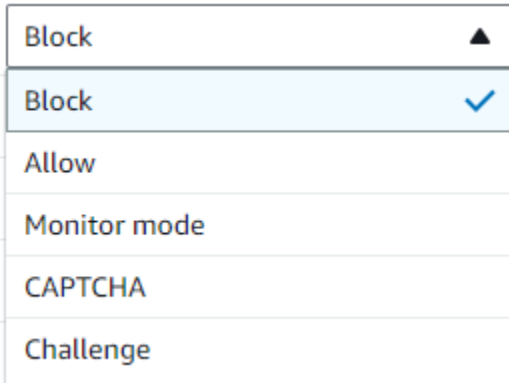 Block
Block
Allow
Monitor mode
CAPTCHA
Challenge